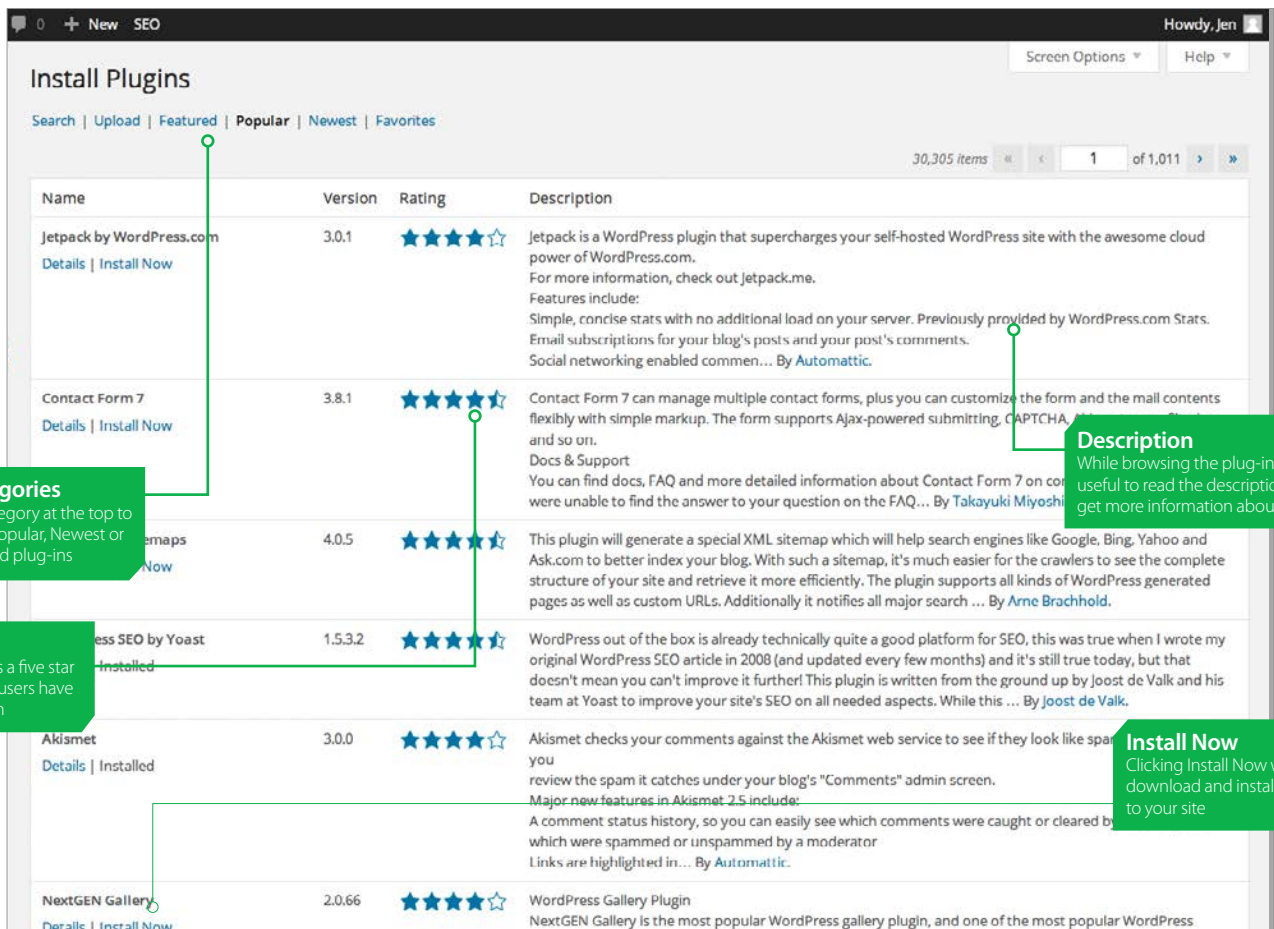 0 + New SEO Howdy, Jen
Screen Options Help
Install Plugins
Search | Upload | Featured | Popular | Newest | Favorites
30,305 items « ‹ 1 of 1,011 › »
Name Version Rating Description
Jetpack by WordPress.com 3.0.1
Details | Install Now
Jetpack is a WordPress plugin that supercharges your self-hosted WordPress site with the awesome cloud
power of WordPress.com.
For more information, check out Jetpack.me.
Features include:
Simple, concise stats with no additional load on your server. Previously provided by WordPress.com Stats.
Email subscriptions for your blog's posts and your post's comments.
Social networking enabled commen... By Automattic.
Contact Form 7 3.8.1
Details | Install Now
Contact Form 7 can manage multiple contact forms, plus you can customize the form and the mail contents
flexibly with simple markup. The form supports Ajax-powered submitting, CAPTCHA,
and so on.
Docs & Support
You can find docs, FAQ and more detailed information about Contact Form 7 on
were unable to find the answer to your question on the FAQ... By Takayuki Miyoshi
Description
While browsing the plug-in
useful to read the
get more information
gories
egory at the top to
opular, Newest or
d plug-ins
emaps 4.0.5
Now
This plugin will generate a special XML sitemap which will help search engines like Google, Bing, Yahoo and
Ask.com to better index your blog. With such a sitemap, it's much easier for the crawlers to see the complete
structure of your site and retrieve it more efficiently. The plugin supports all kinds of WordPress generated
pages as well as custom URLs. Additionally it notifies all major search ... By Arne Brachhold.
ess SEO by Yoast 1.5.3.2
Installed
WordPress out of the box is already technically quite a good platform for SEO, this was true when I wrote my
original WordPress SEO article in 2008 (and updated every few months) and it's still true today, but that
doesn't mean you can't improve it further! This plugin is written from the ground up by Joost de Valk and his
team at Yoast to improve your site's SEO on all needed aspects. While this ... By Joost de Valk.
s a five star
users have
n
Akismet 3.0.0
Details | Installed
Akismet checks your comments against the Akismet web service to see if they look like
you
review the spam it catches under your blog's "Comments" admin screen.
Major new features in Akismet 2.5 include:
A comment status history, so you can easily see which comments were caught or cleared
which were spammed or unspammed by a moderator
Links are highlighted in... By Automattic.
Install Now
Clicking Install Now
download and instal
to your site
NextGEN Gallery 2.0.66
Details | Install Now
WordPress Gallery Plugin
NextGEN Gallery is the most popular WordPress gallery plugin, and one of the most popular WordPress